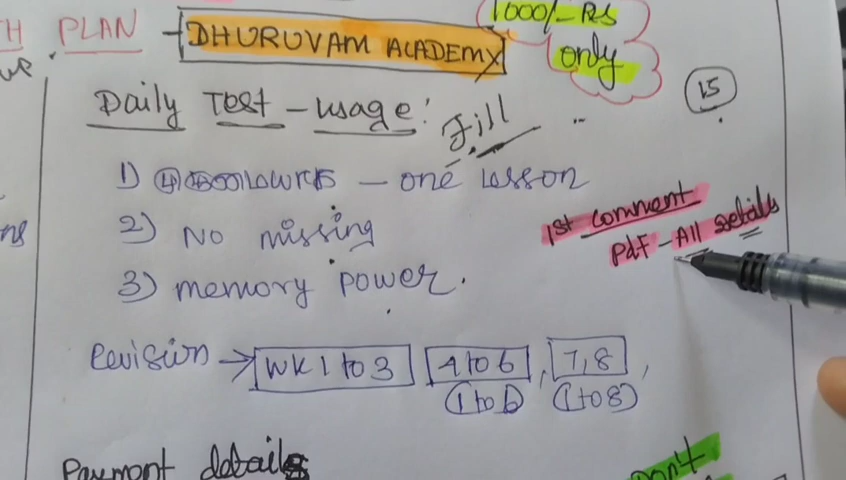 TH PLAN - DHURUVAM ACADEMY
1000/- Rs
only
Daily Test - usage:
Fill
15
1) முழுமையாக - one lesson
2) No missing
3) memory power.
1st comment
Pdf - All details
Revision → WK 1 to 3 4 to 6, 7,8,
(1 to 6) (1 to 8)
Payment details
Don't